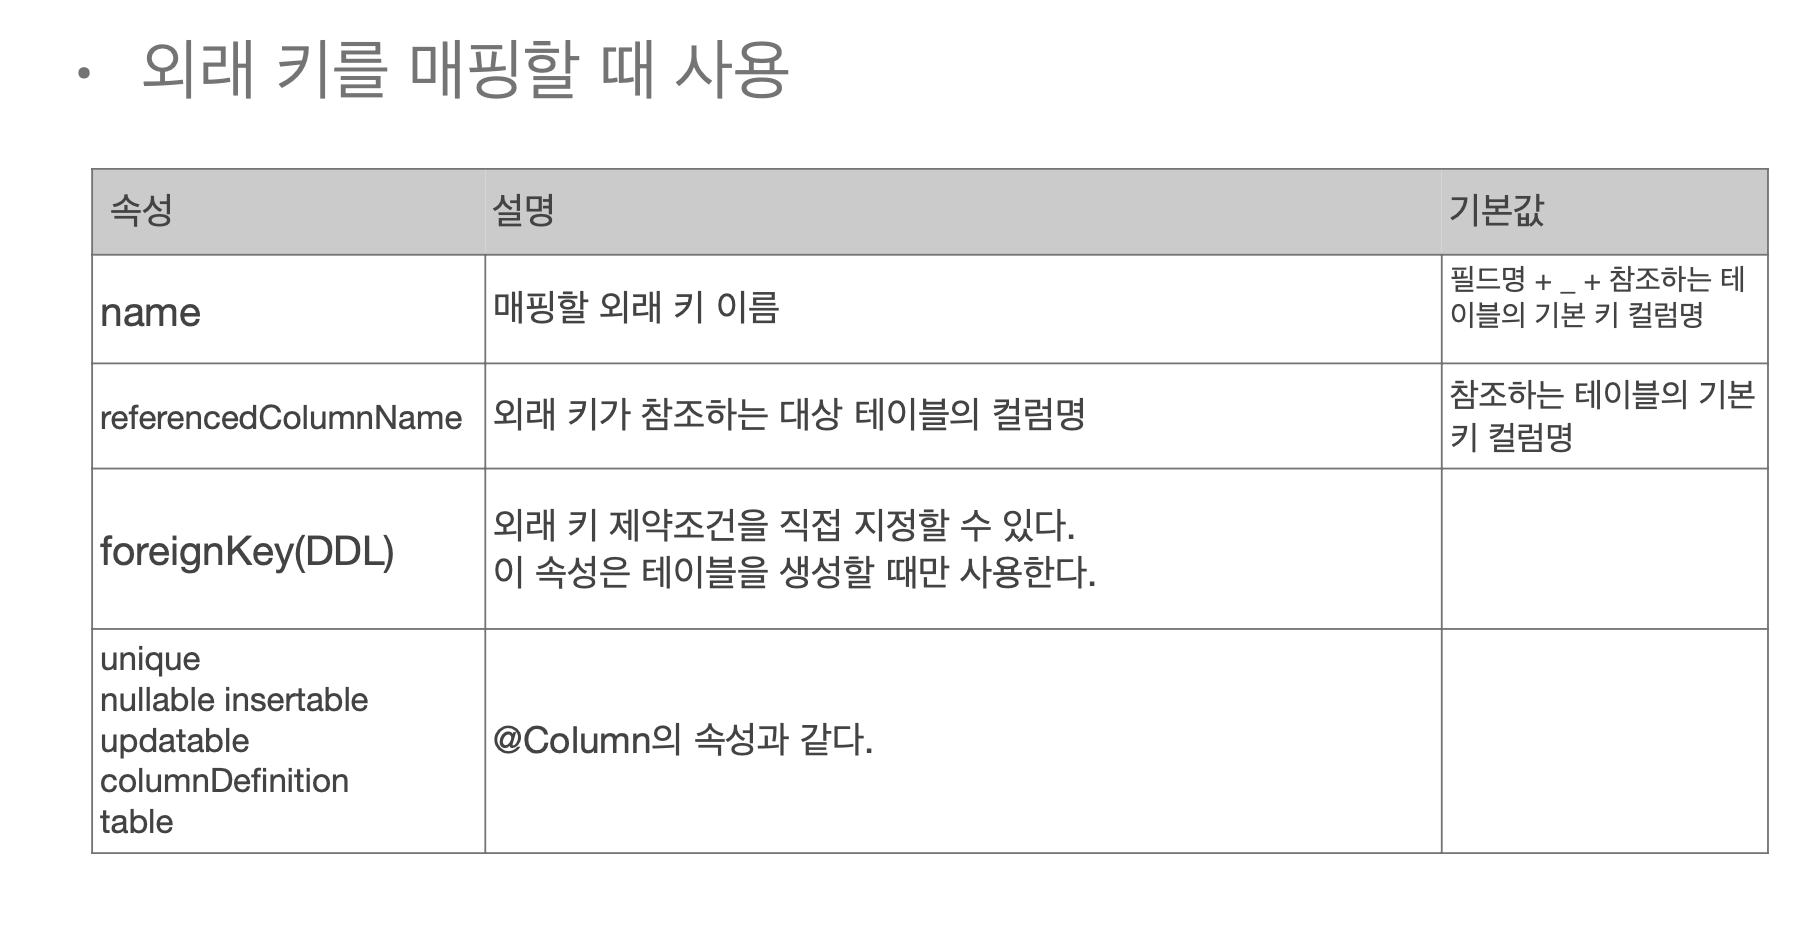 • 외래 키를 매핑할 때 사용
속성 설명 기본값
name 매핑할 외래 키 이름 필드명 + _ + 참조하는 테
이블의 기본 키 컬럼명
referencedColumnName 외래 키가 참조하는 대상 테이블의 컬럼명 참조하는 테이블의 기본
키 컬럼명
foreignKey(DDL) 외래 키 제약조건을 직접 지정할 수 있다.
이 속성은 테이블을 생성할 때만 사용한다.
unique
nullable insertable
updatable
columnDefinition
table
@Column의 속성과 같다.